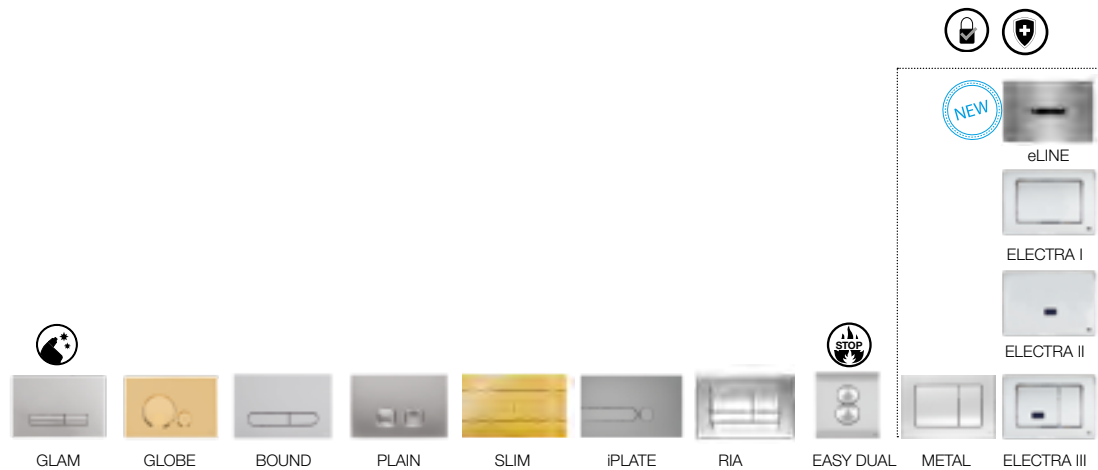 NEW
eLINE
ELECTRA I
ELECTRA II
STOP
GLAM GLOBE BOUND PLAIN SLIM iPLATE RIA EASY DUAL METAL ELECTRA III